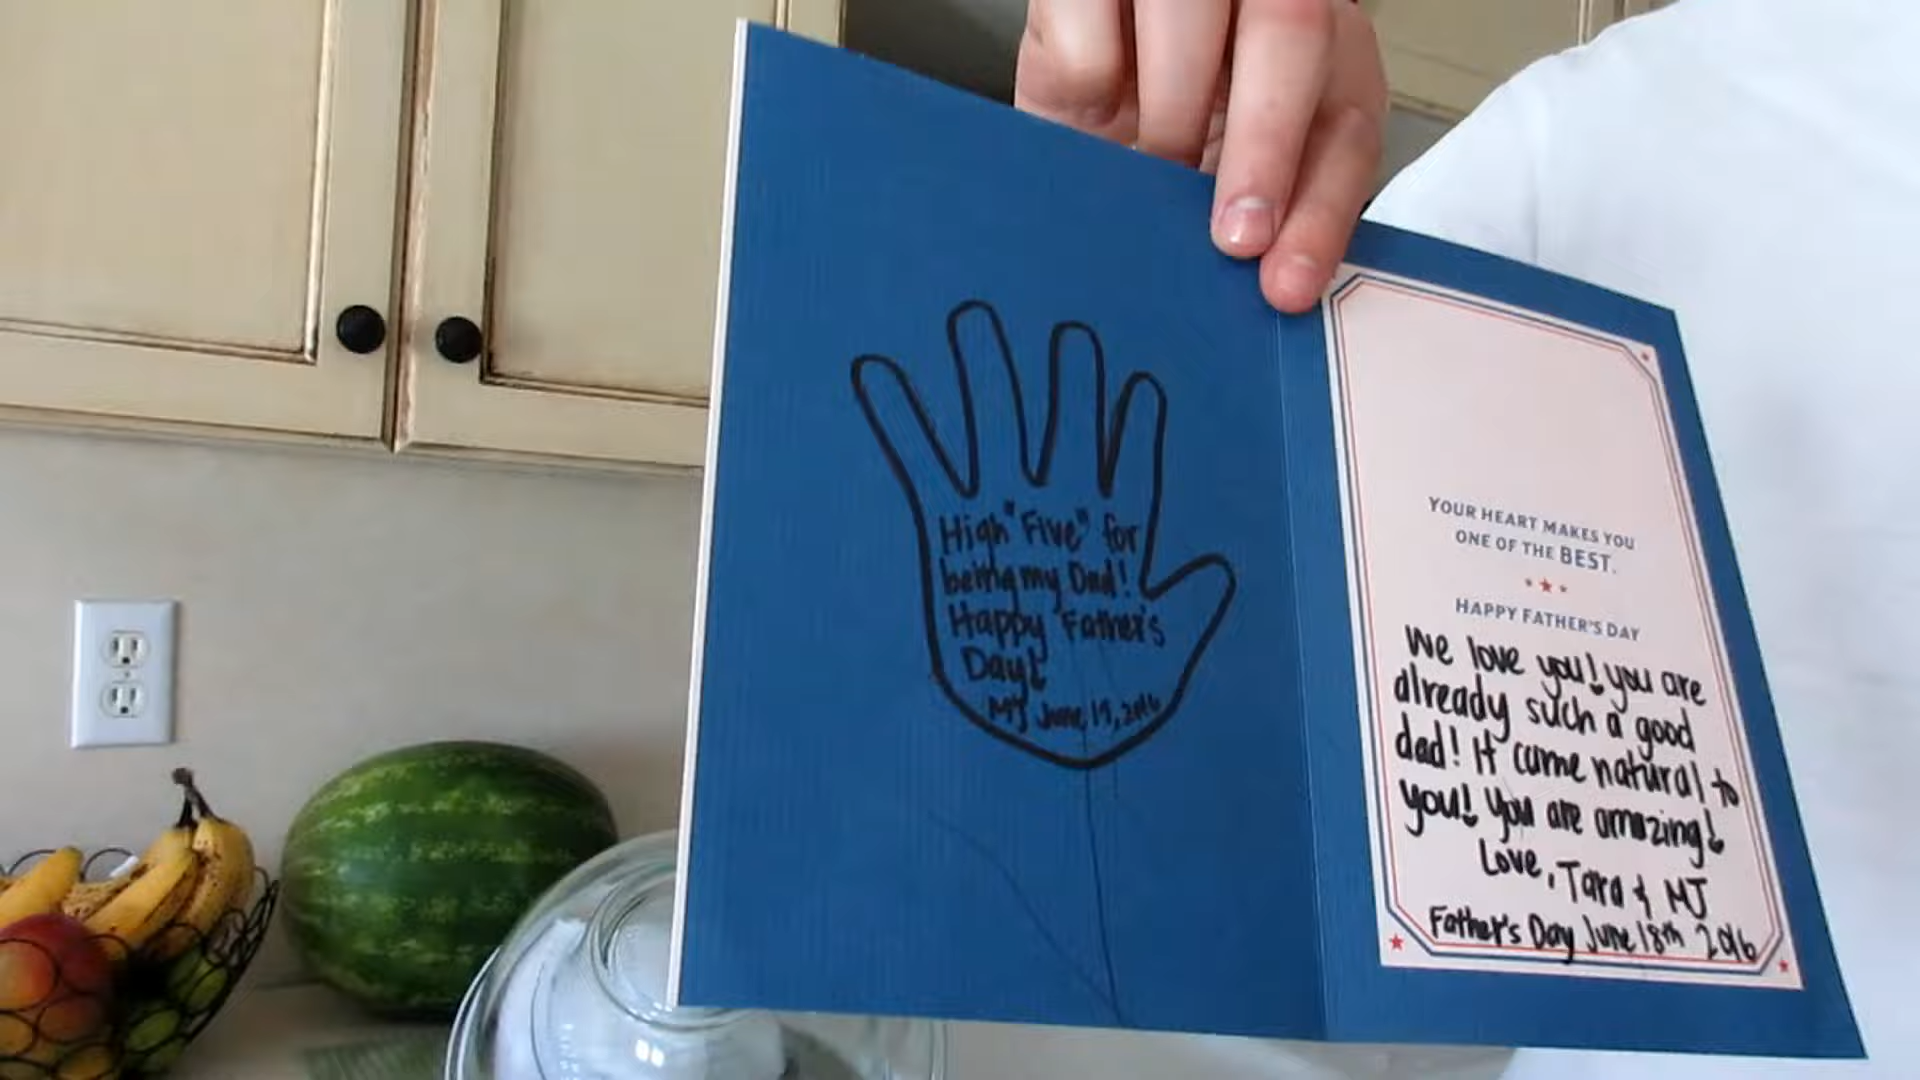 High "Five" for
being my Dad!
Happy Father's
Day!
MJ June 19, 2016
YOUR HEART MAKES YOU
ONE OF THE BEST.
HAPPY FATHER'S DAY
We love you! you are
already such a good
dad! It came natural to
you! You are amazing!
Love, Tara & MJ
Father's Day June 18th 2016